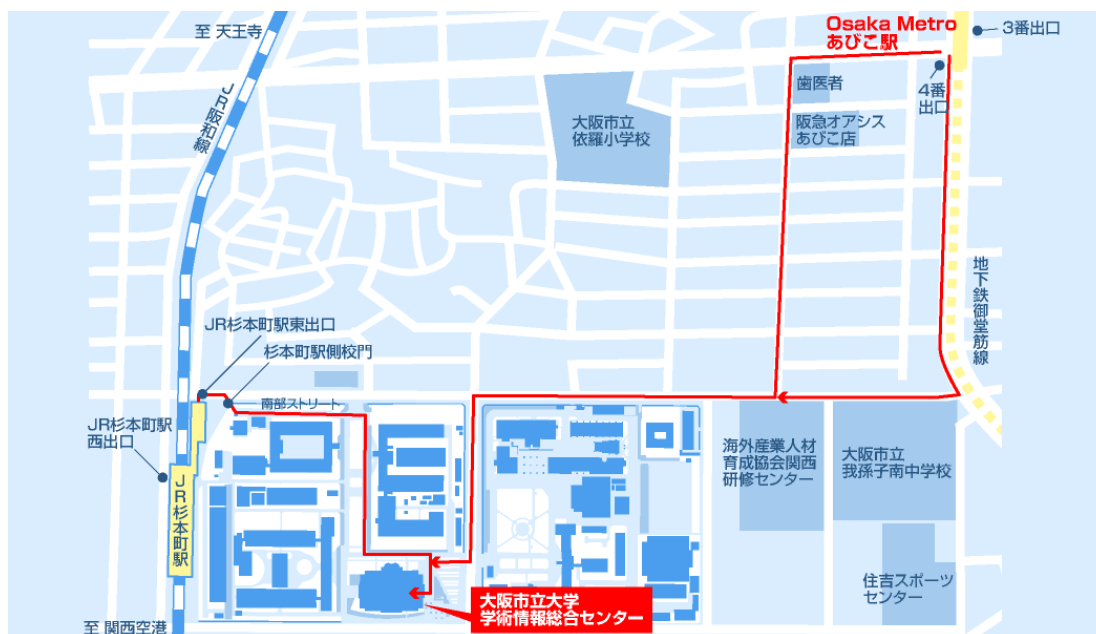 至 天王寺
JR阪和線
Osaka Metro
あびこ駅
3番出口
4番
出口
歯医者
阪急オアシス
あびこ店
大阪市立
依羅小学校
地下鉄御堂筋線
JR杉本町駅東出口
杉本町駅側校門
南部ストリート
JR杉本町駅
西出口
JR杉本町駅
海外産業人材
育成協会関西
研修センター
大阪市立
我孫子南中学校
住吉スポーツ
センター
大阪市立大学
学術情報総合センター
至 関西空港